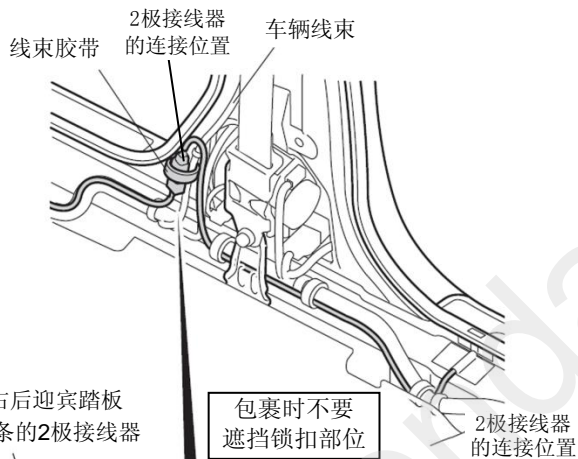 2极接线器
的连接位置
线束胶带
车辆线束
右后迎宾踏板
条的2极接线器
包裹时不要
遮挡锁扣部位
2极接线器
的连接位置